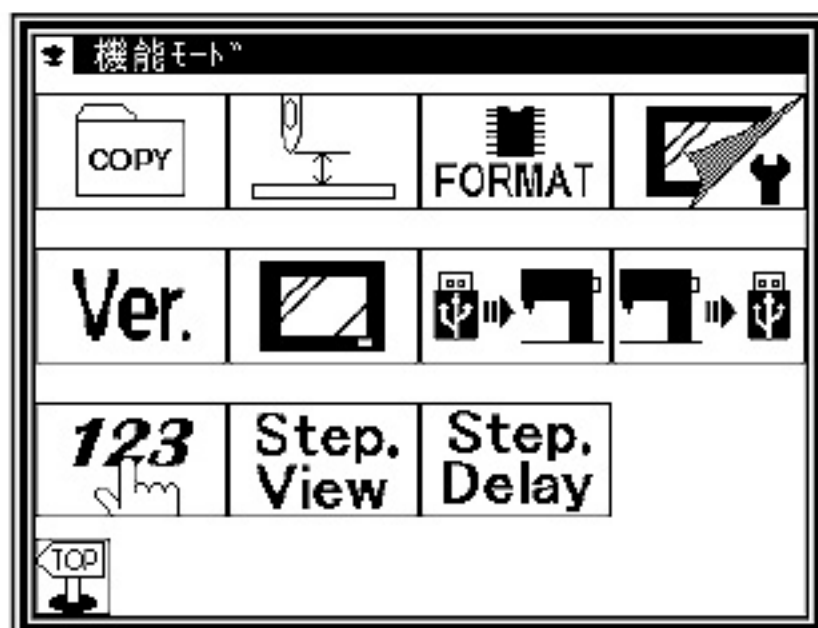 機能ﾓｰﾄﾞ
COPY
FORMAT
Ver.
123
Step.
View
Step.
Delay
TOP